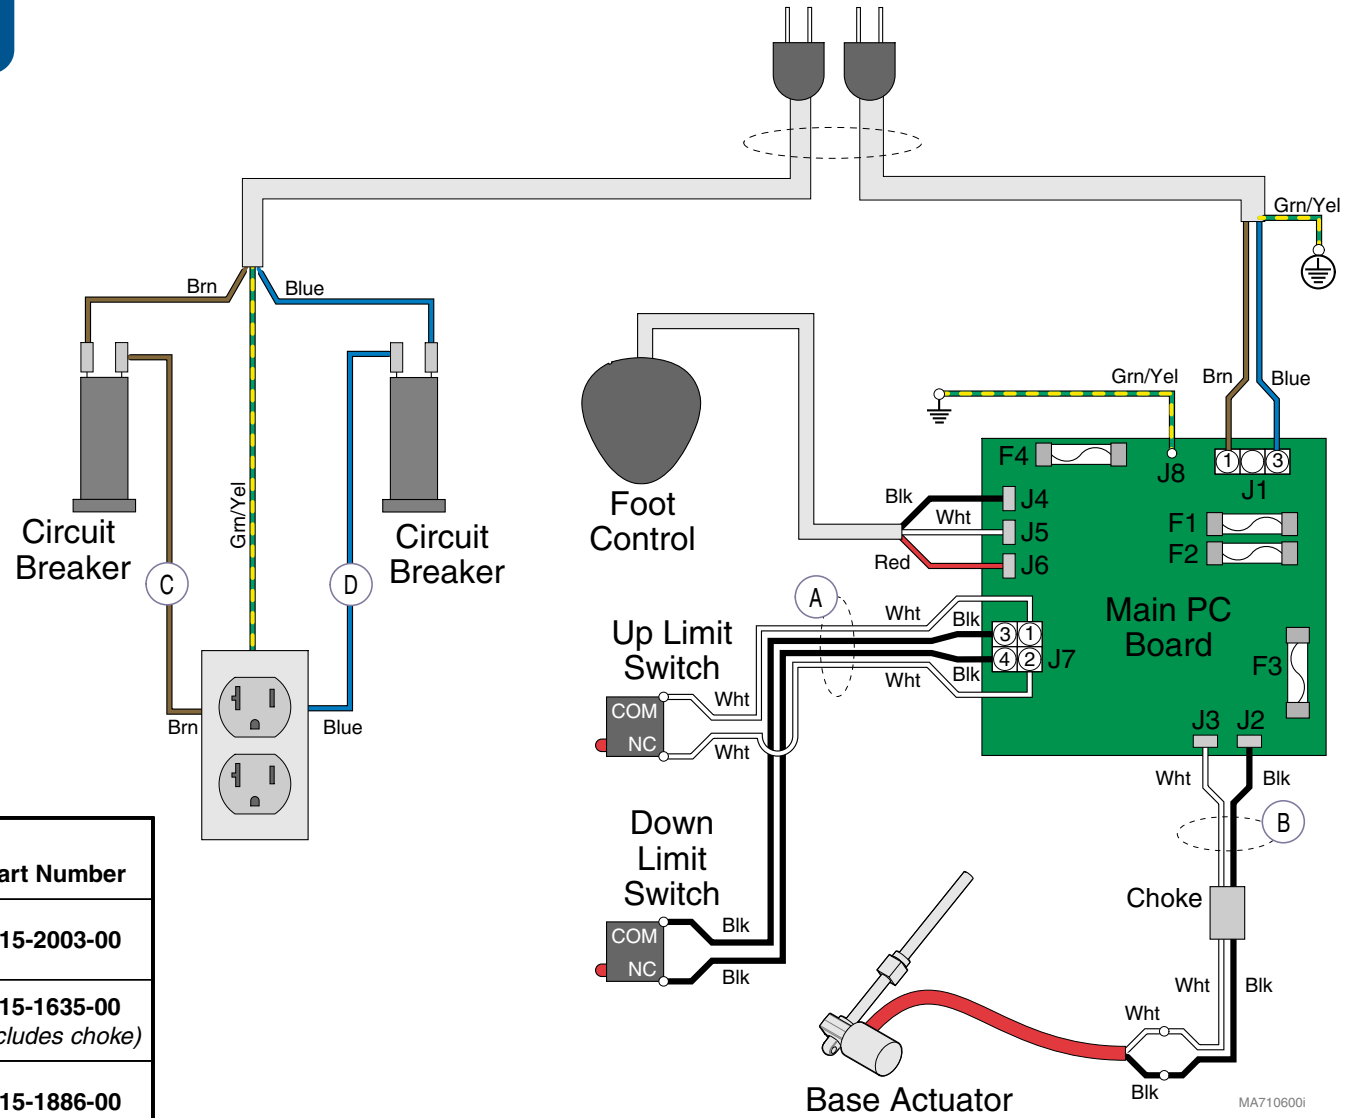 Grn/Yel
Brn
Blue
Grn/Yel
Brn
Blue
Grn/Yel
F4
J8
1
3
J1
Circuit
Breaker
Circuit
Breaker
C
D
Brn
Blue
Foot
Control
Blk
Wht
Red
J4
J5
J6
F1
F2
Main PC
Board
F3
A
Wht
Blk
3
1
4
2
J7
Wht
Blk
Up Limit
Switch
COM
NC
Wht
Wht
J3
J2
Wht
Blk
B
Down
Limit
Switch
COM
NC
Blk
Blk
Choke
Wht
Blk
Wht
Blk
Base Actuator
art Number
15-2003-00
15-1635-00
cludes choke)
15-1886-00
MA710600i